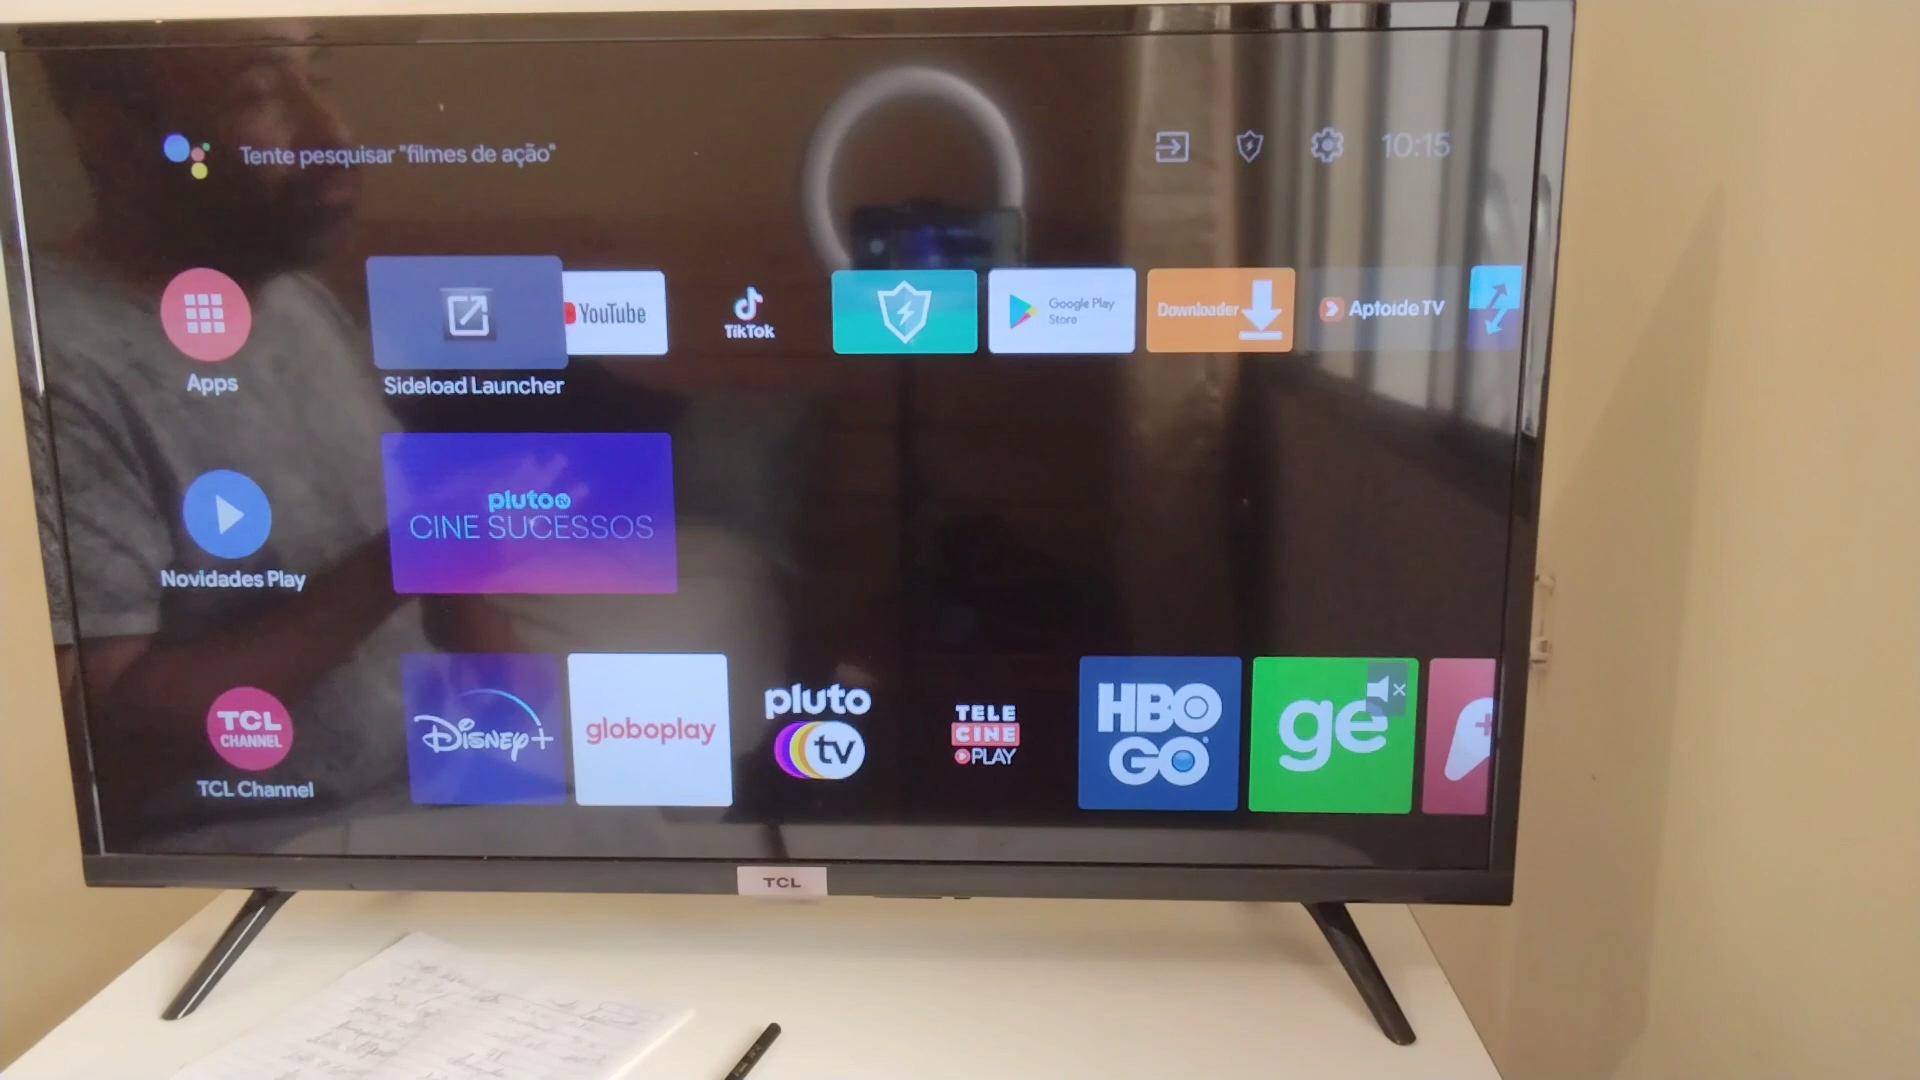 Tente pesquisar "filmes de ação"
10:15
YouTube
TikTok
Google Play
Store
Downloader
Aptoide TV
Apps
Sideload Launcher
pluto tv
CINE SUCESSOS
Novidades Play
TCL
CHANNEL
TCL Channel
Disney+
globoplay
pluto
tv
TELE
CINE
PLAY
HBO
GO
ge
TCL